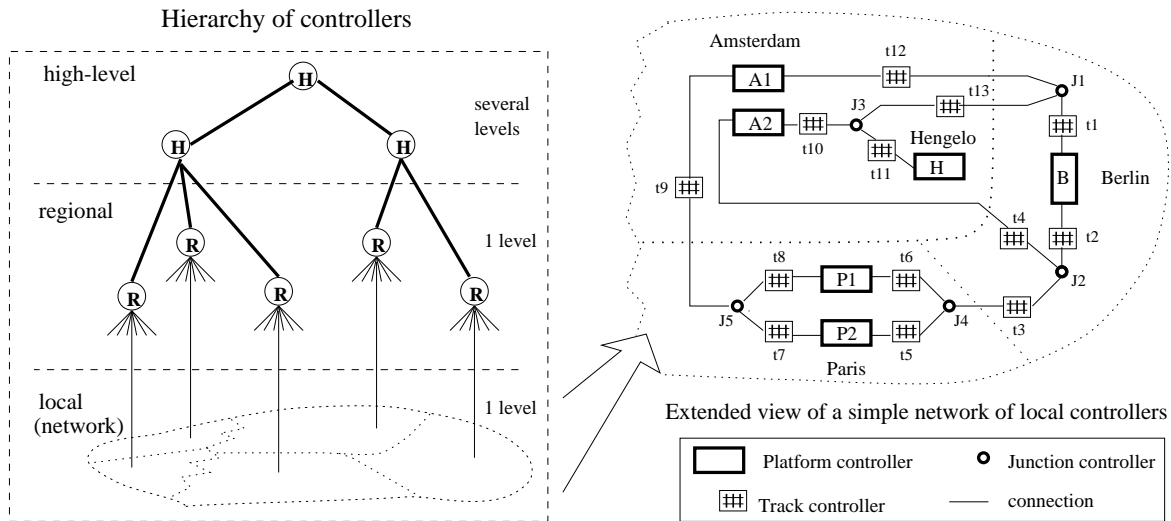 Hierarchy of controllers
high-level
H
several
levels
H
H
regional
1 level
R
R
R
R
R
local
(network)
1 level
Amsterdam
t12
A1
J1
t13
J3
A2
t10
t11
Hengelo
H
t1
B
Berlin
t9
t4
t2
J2
t8
P1
t6
J5
J4
t3
t7
P2
t5
Paris
Extended view of a simple network of local controllers
Platform controller
Junction controller
Track controller
connection